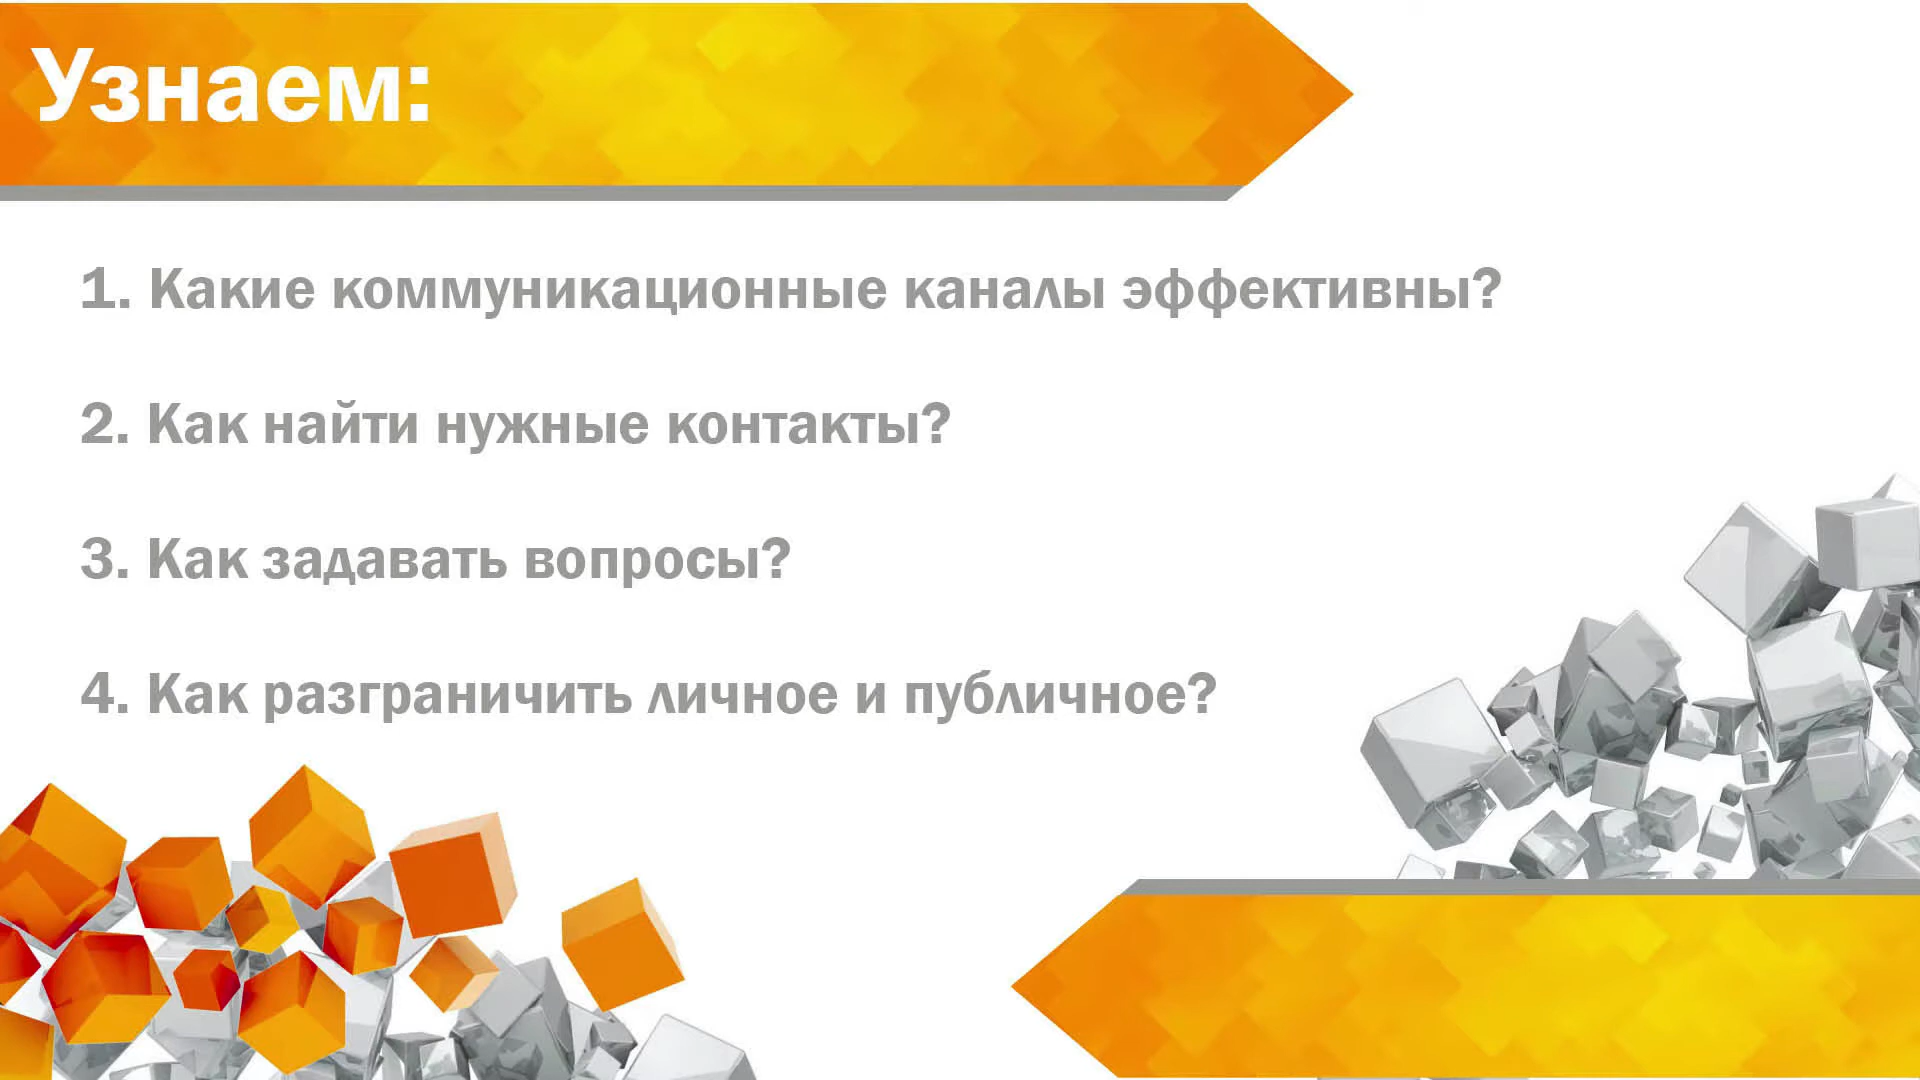 Узнаем:
1. Какие коммуникационные каналы эффективны?
2. Как найти нужные контакты?
3. Как задавать вопросы?
4. Как разграничить личное и публичное?